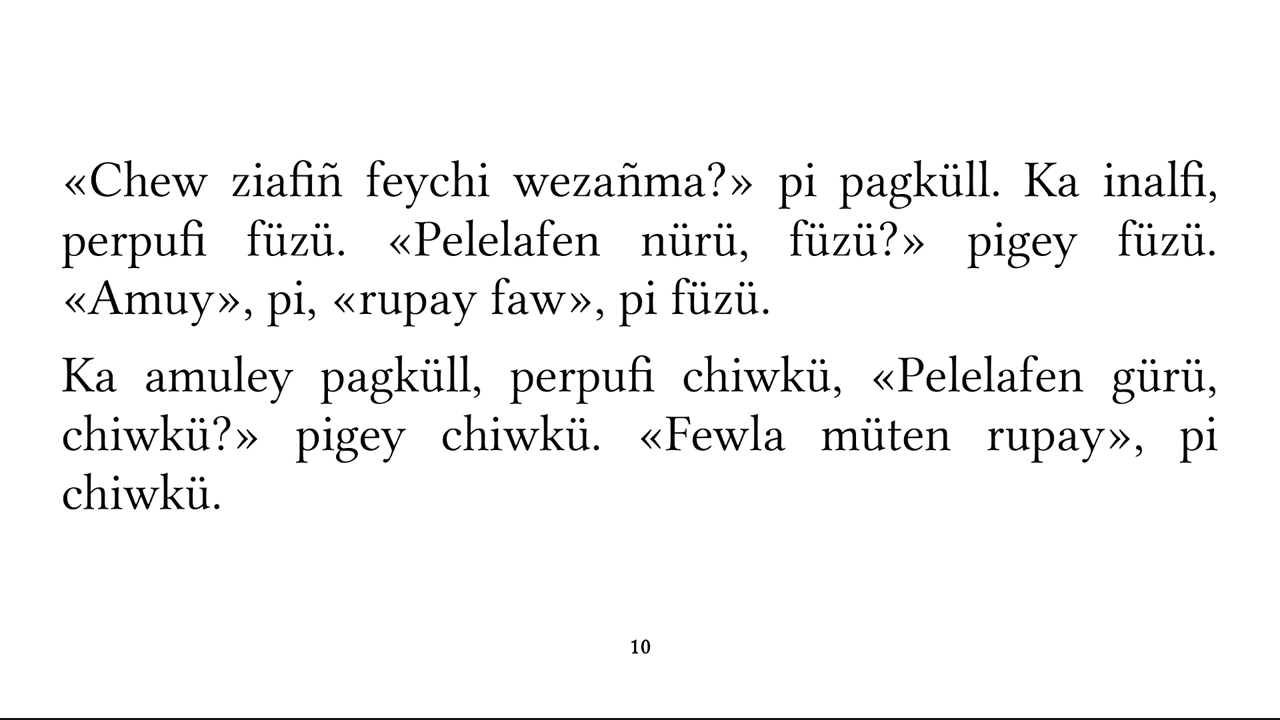 «Chew ziafiñ feychi wezañma?» pi pagküll. Ka inalfi,
perpufi füzü. «Pelelafen nürü, füzü?» pigey füzü.
«Amuy», pi, «rupay faw», pi füzü.
Ka amuley pagküll, perpufi chiwkü, «Pelelafen gürü,
chiwkü?» pigey chiwkü. «Fewla müten rupay», pi
chiwkü.
10